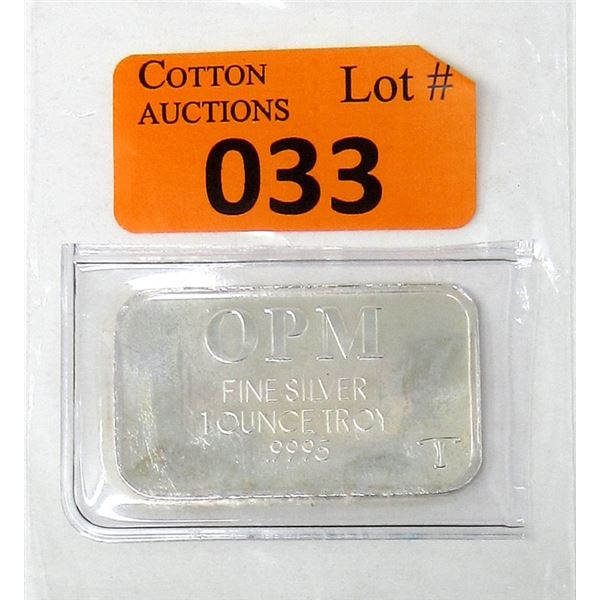 COTTON
AUCTIONS
Lot #
033
OPM
FINE SILVER
1 OUNCE TROY
.9995
T